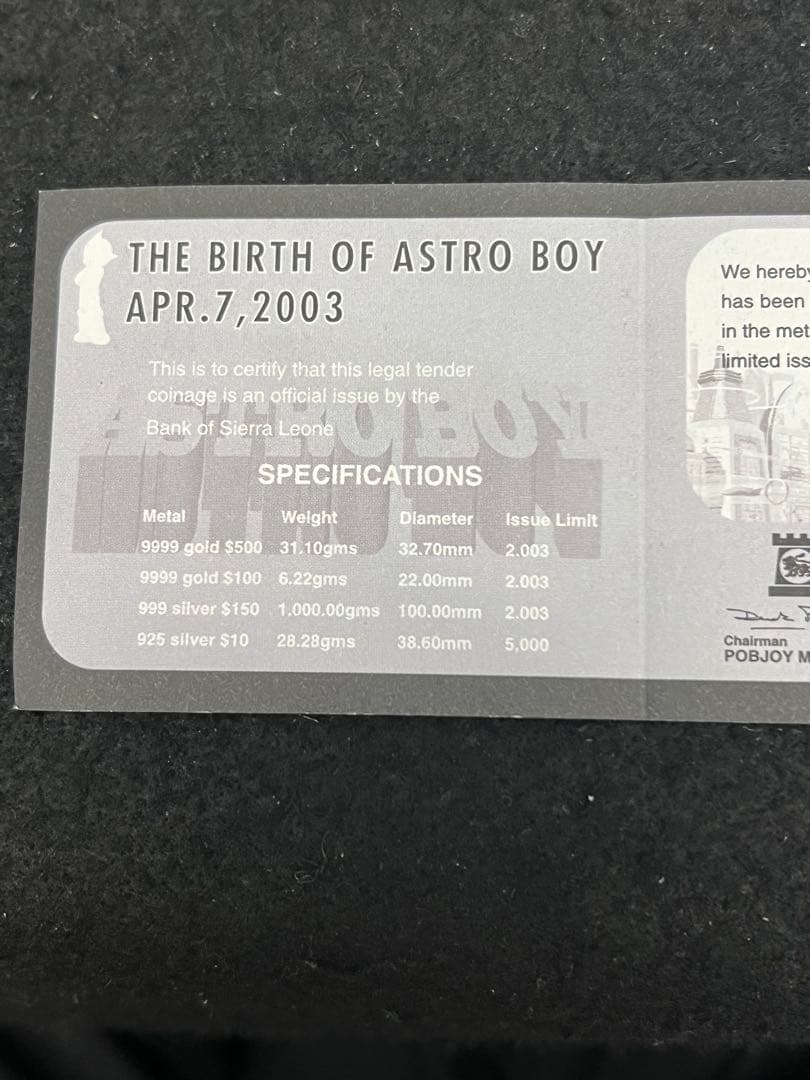 THE BIRTH OF ASTRO BOY
APR.7,2003
This is to certify that this legal tender
coinage is an official issue by the
Bank of Sierra Leone
ASTRO BOY
SPECIFICATIONS
Metal Weight Diameter Issue Limit
9999 gold $500 31.10gms 32.70mm 2.003
9999 gold $100 6.22gms 22.00mm 2.003
999 silver $150 1.000.00gms 100.00mm 2.003
925 silver $10 28.28gms 38.60mm 5,000
We hereby
has been
in the met
limited iss
Chairman
POBJOY M